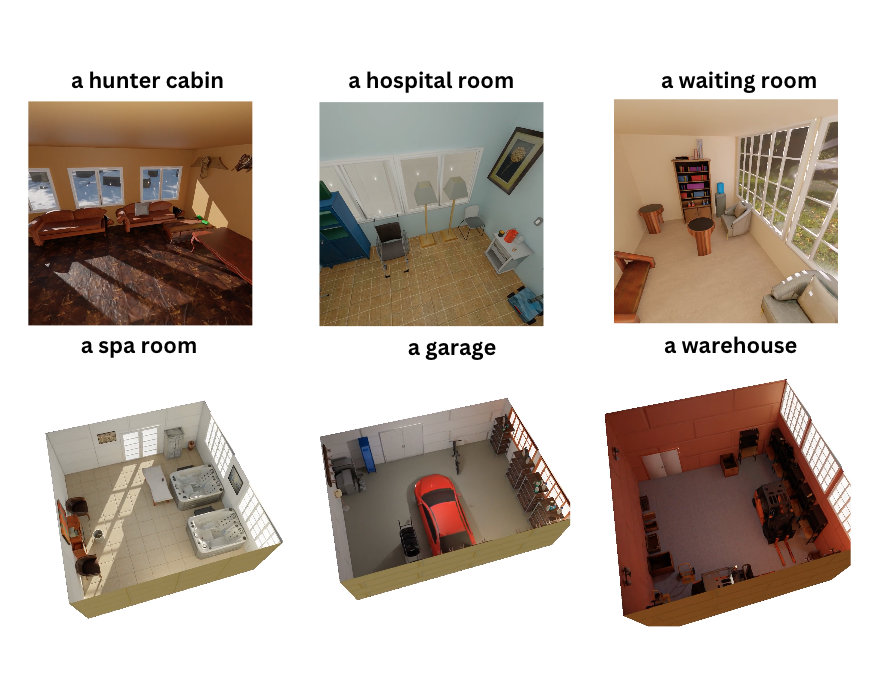 a hunter cabin
a hospital room
a waiting room
a spa room
a garage
a warehouse